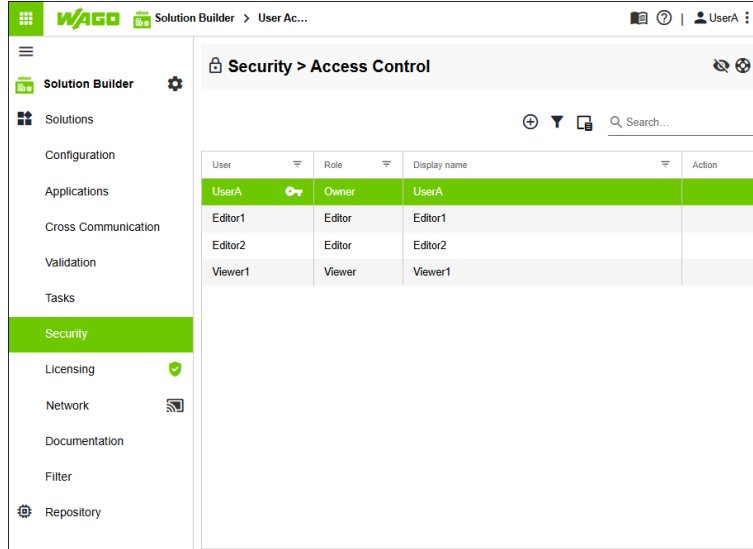 WAGO Solution Builder > User Ac... UserA
Solution Builder
Security > Access Control
Solutions
Search...
Configuration
User Role Display name Action
Applications
UserA Owner UserA
Editor1 Editor Editor1
Cross Communication
Editor2 Editor Editor2
Validation
Viewer1 Viewer Viewer1
Tasks
Security
Licensing
Network
Documentation
Filter
Repository